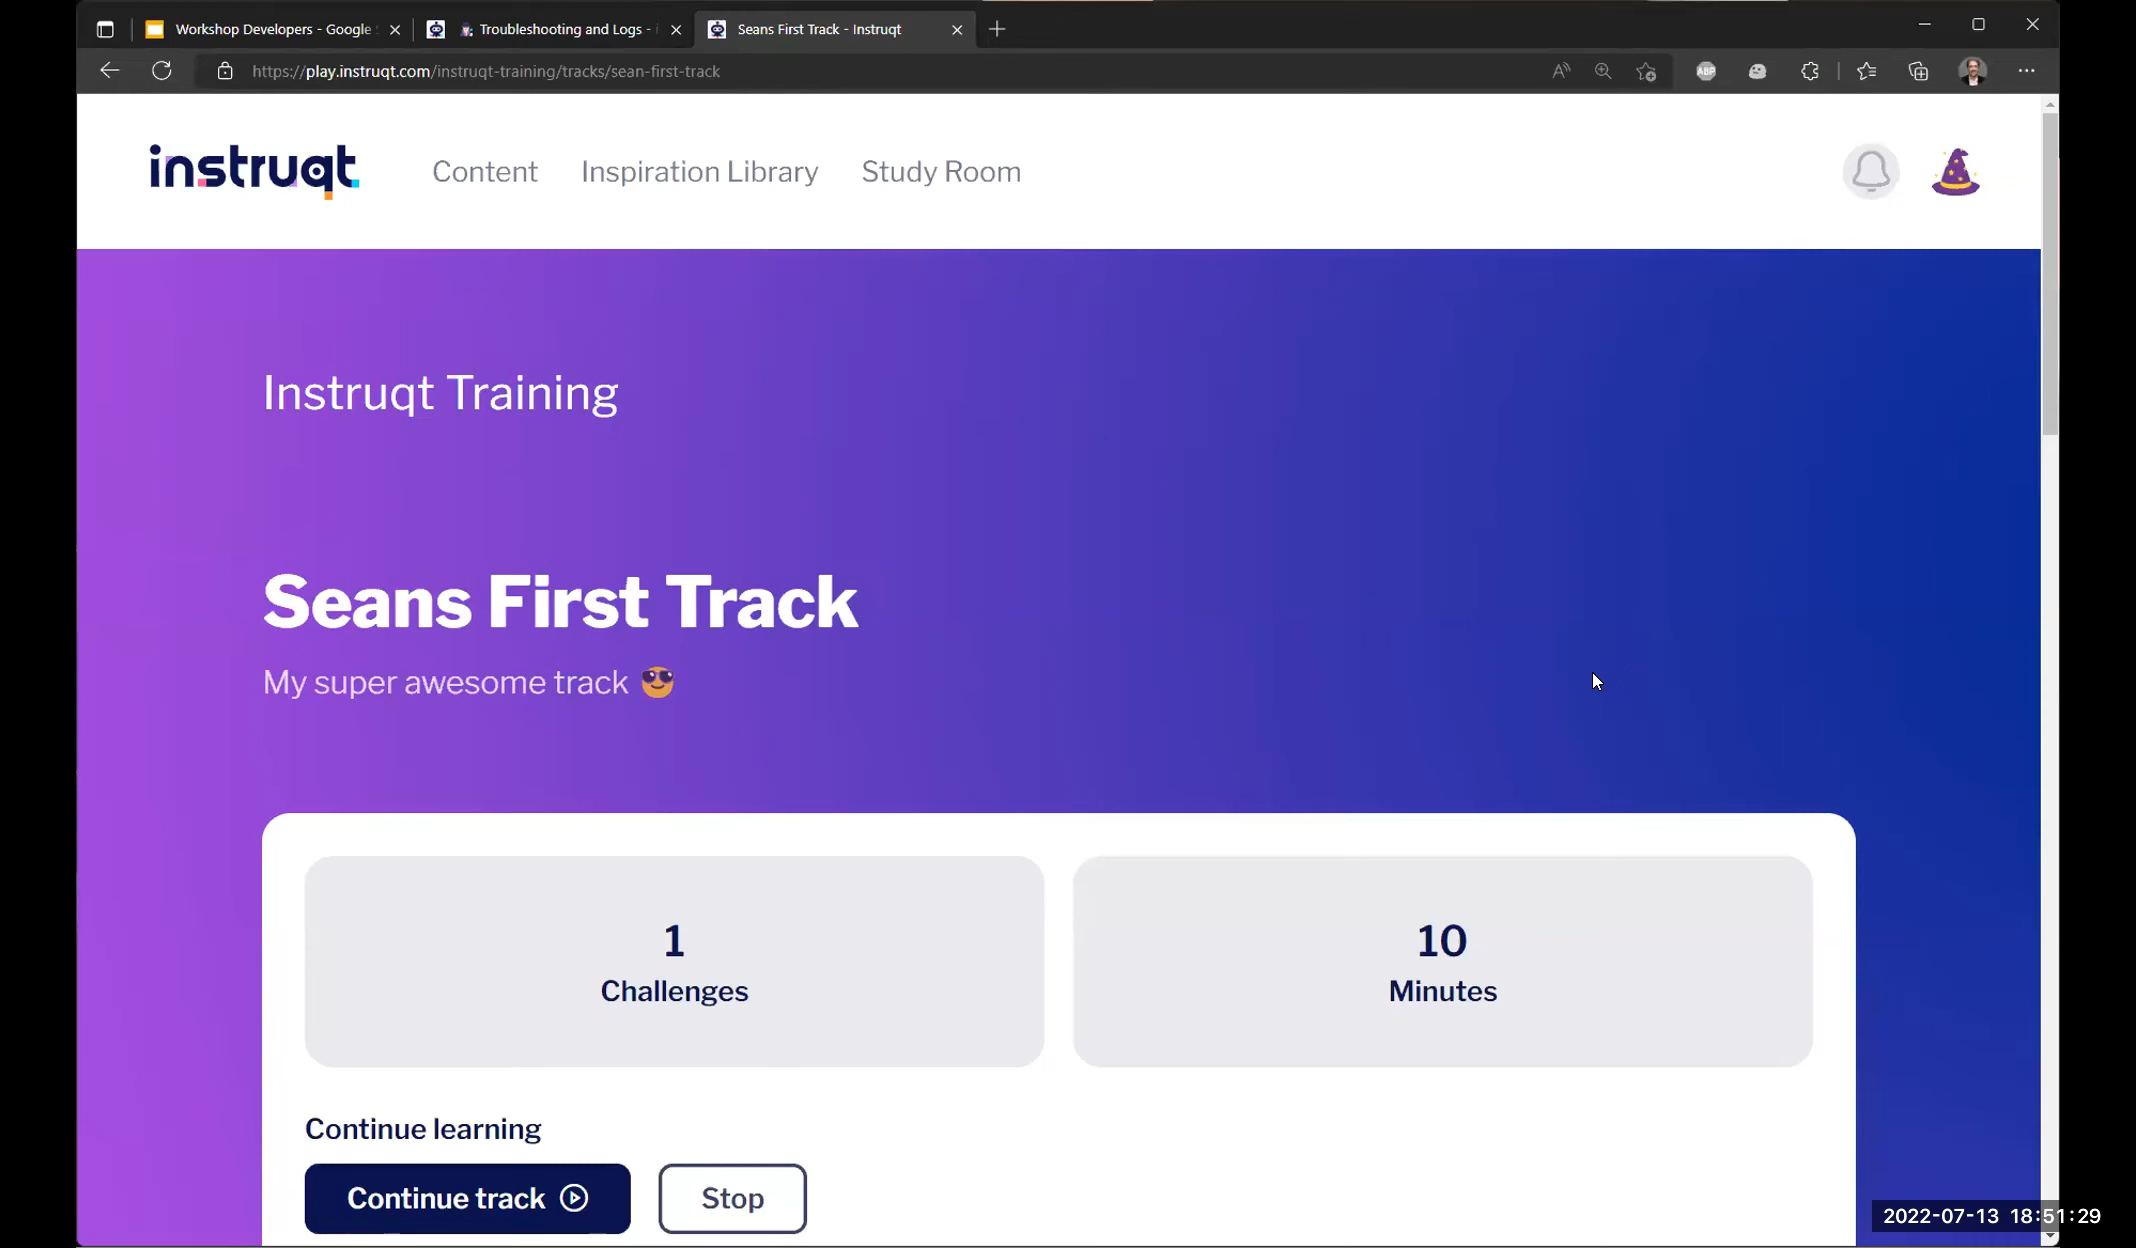 Workshop Developers - Google
Troubleshooting and Logs -
Seans First Track - Instruqt
https://play.instruqt.com/instruqt-training/tracks/sean-first-track
ABP
instruqt
Content
Inspiration Library
Study Room
Instruqt Training
Seans First Track
My super awesome track 😎
1
Challenges
10
Minutes
Continue learning
Continue track
Stop
2022-07-13 18:51:29